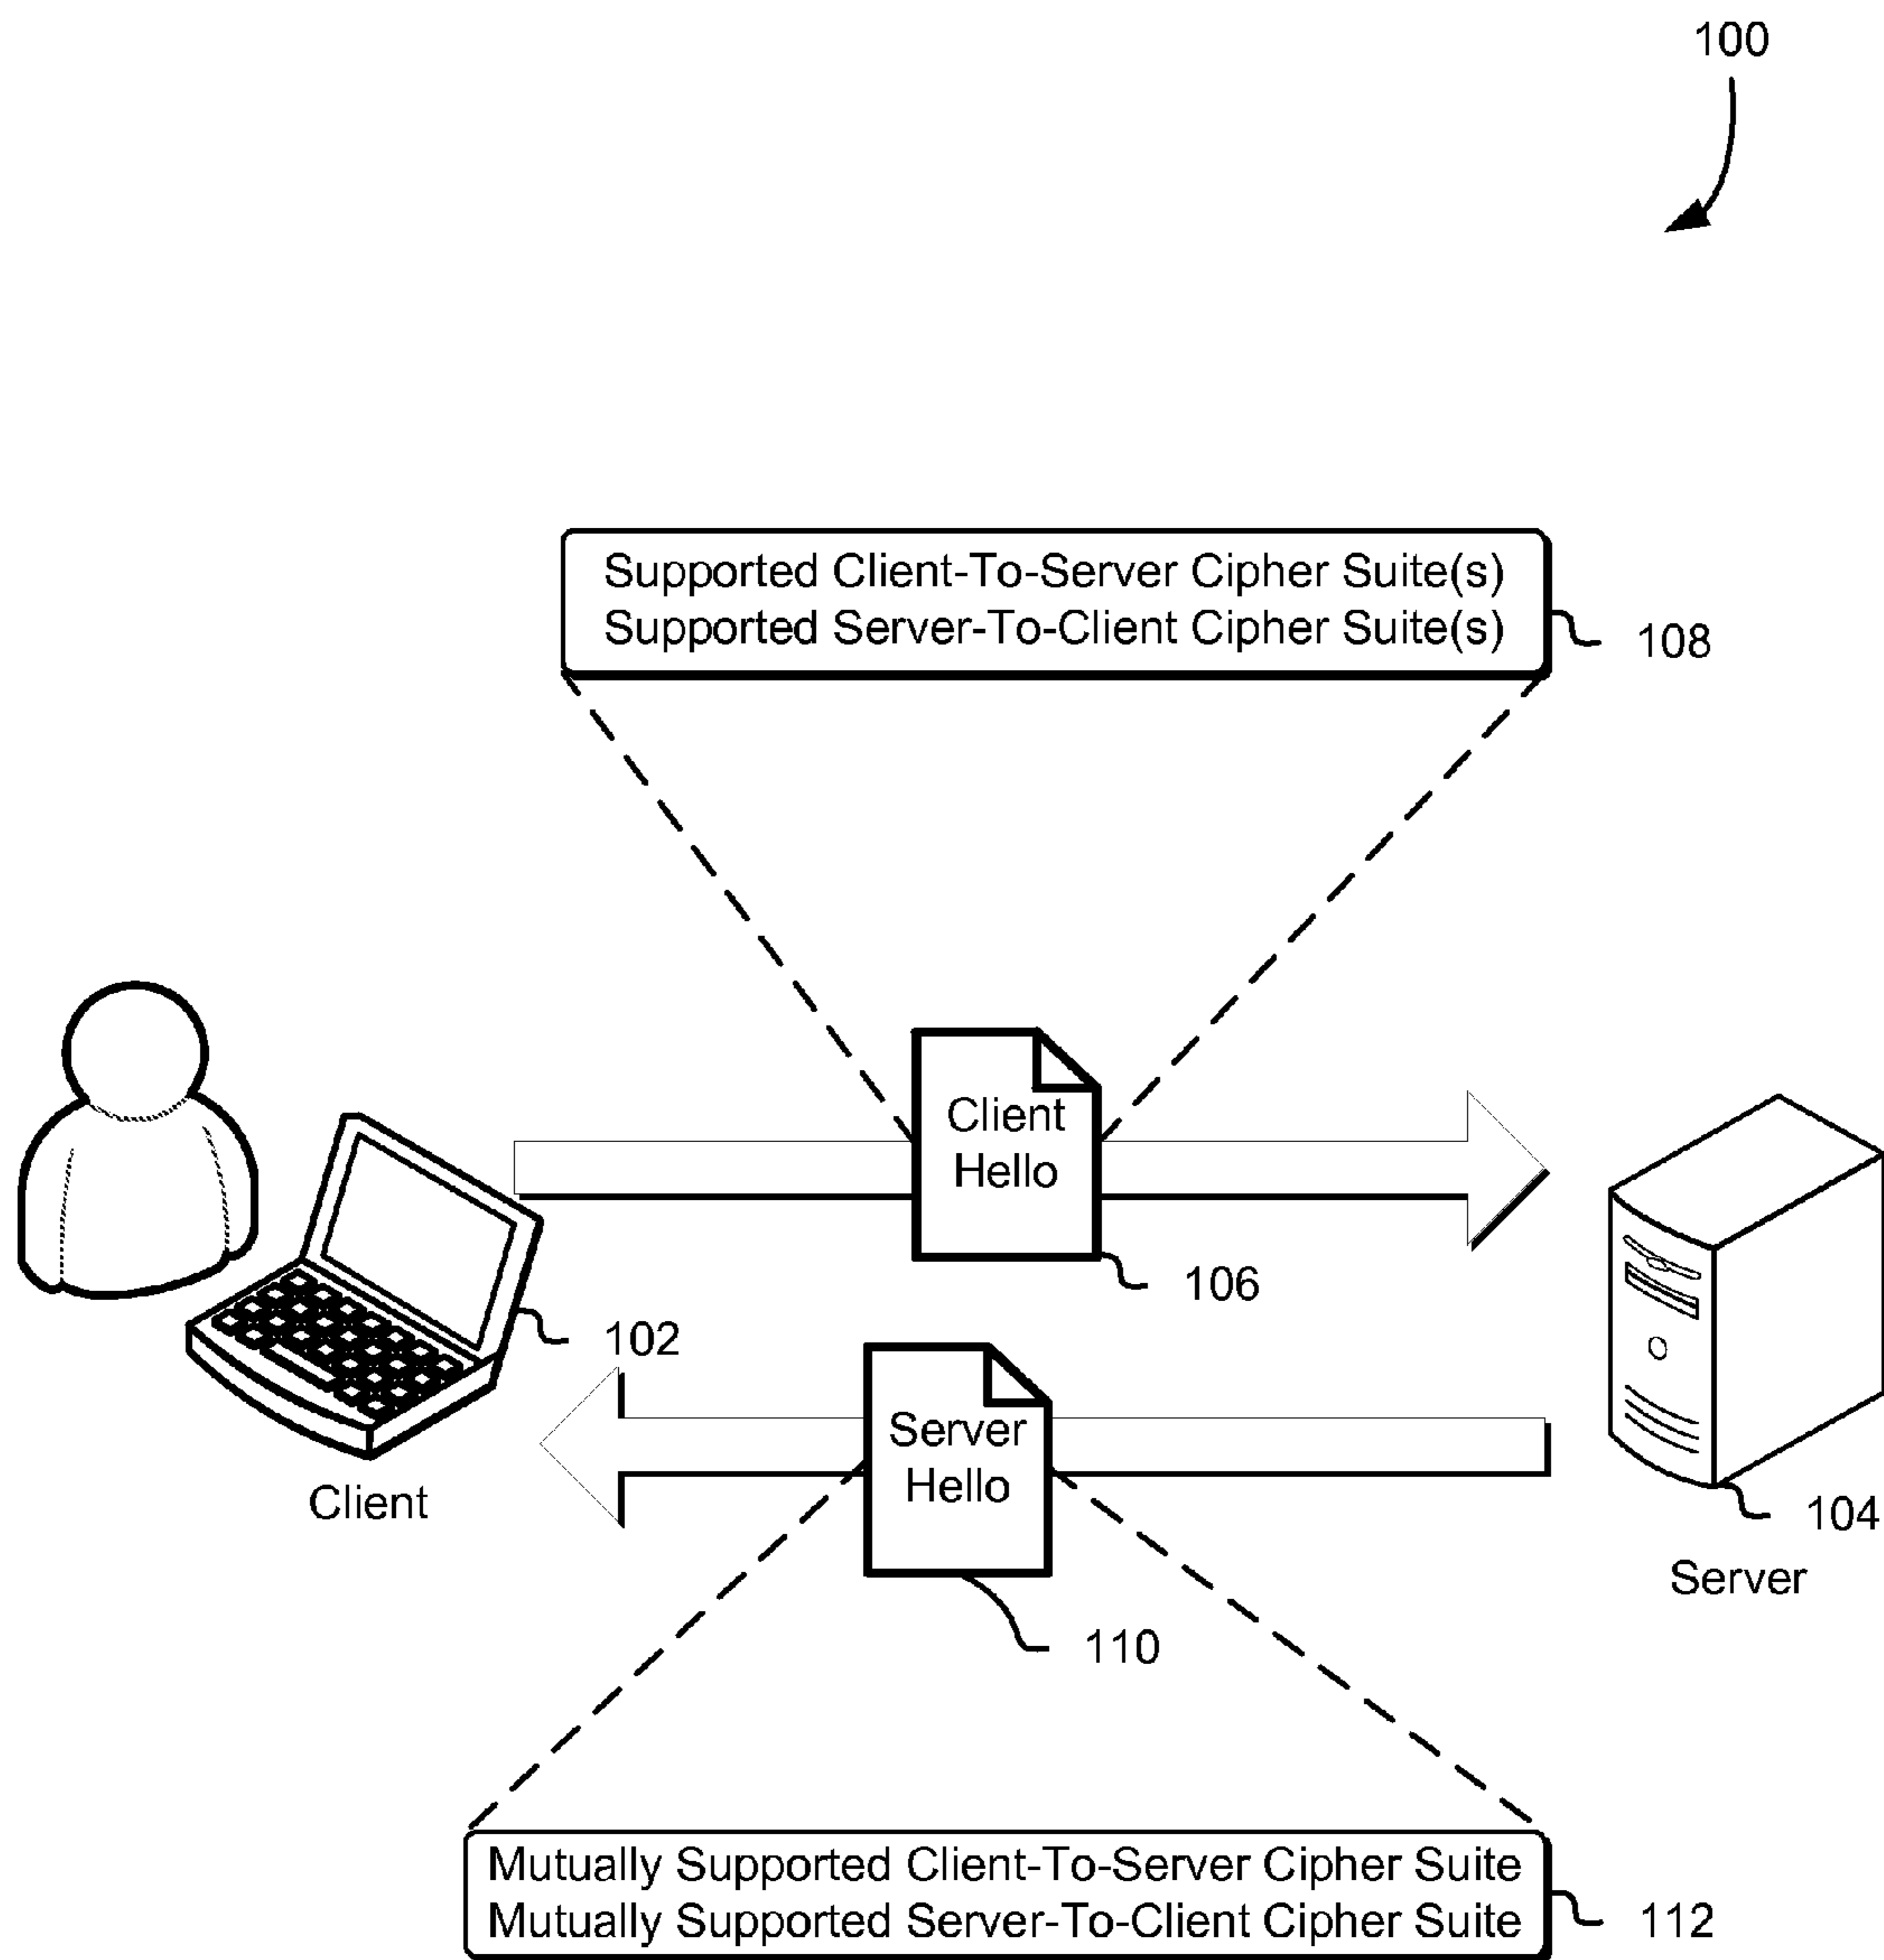 100
Supported Client-To-Server Cipher Suite(s)
Supported Server-To-Client Cipher Suite(s)
108
Client
Hello
106
102
Server
Hello
Client
104
Server
110
Mutually Supported Client-To-Server Cipher Suite
Mutually Supported Server-To-Client Cipher Suite
112